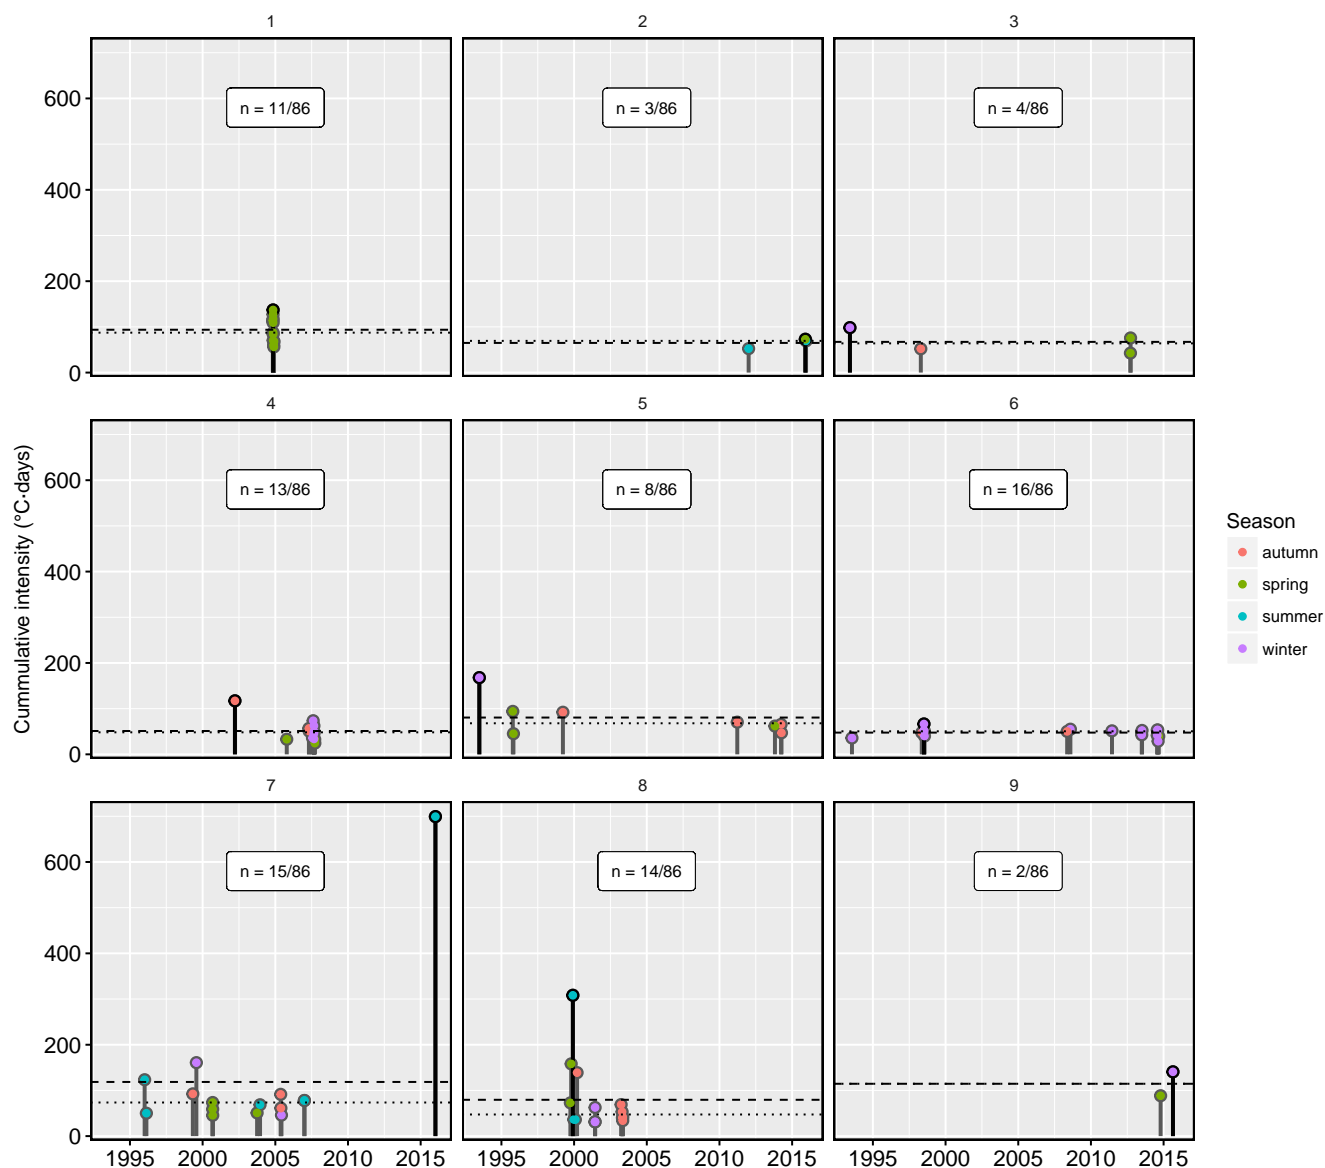 1 2 3
n = 11/86 n = 3/86 n = 4/86
600
400
200
0
4 5 6
n = 13/86 n = 8/86 n = 16/86
600
400
200
0
7 8 9
n = 15/86 n = 14/86 n = 2/86
600
400
200
0
1995 2000 2005 2010 2015 1995 2000 2005 2010 2015 1995 2000 2005 2010 2015
Cummulative intensity (°C·days)
Season
autumn
spring
summer
winter